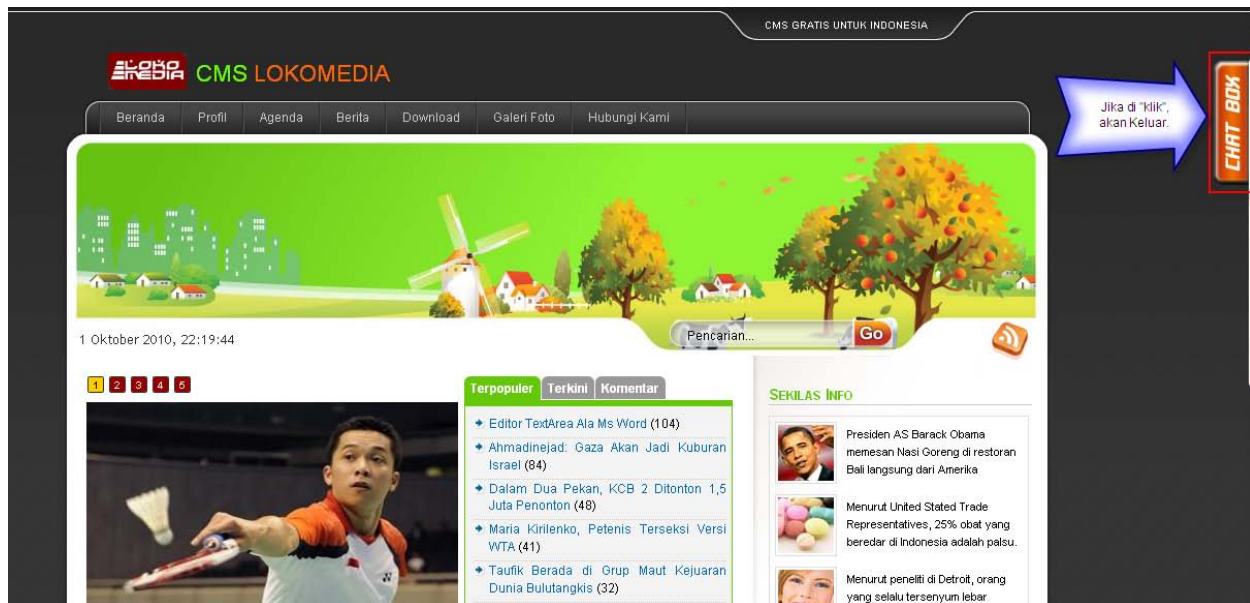 CMS GRATIS UNTUK INDONESIA
LOKO
MEDIA
CMS LOKOMEDIA
Beranda Profil Agenda Berita Download Galeri Foto Hubungi Kami
Jika di "klik",
akan Keluar.
CHAT BOX
1 Oktober 2010, 22:19:44
Pencarian...
Go
1 2 3 4 5
Terpopuler Terkini Komentar
Editor TextArea Ala Ms Word (104)
Ahmadinejad: Gaza Akan Jadi Kuburan
Israel (84)
Dalam Dua Pekan, KCB 2 Ditonton 1,5
Juta Penonton (48)
Maria Kirilenko, Petenis Terseksi Versi
WTA (41)
Taufik Berada di Grup Maut Kejuaran
Dunia Bulutangkis (32)
SEKILAS INFO
Presiden AS Barack Obama
memesan Nasi Goreng di restoran
Bali langsung dari Amerika
Menurut United Stated Trade
Representatives, 25% obat yang
beredar di Indonesia adalah palsu.
Menurut peneliti di Detroit, orang
yang selalu tersenyum lebar